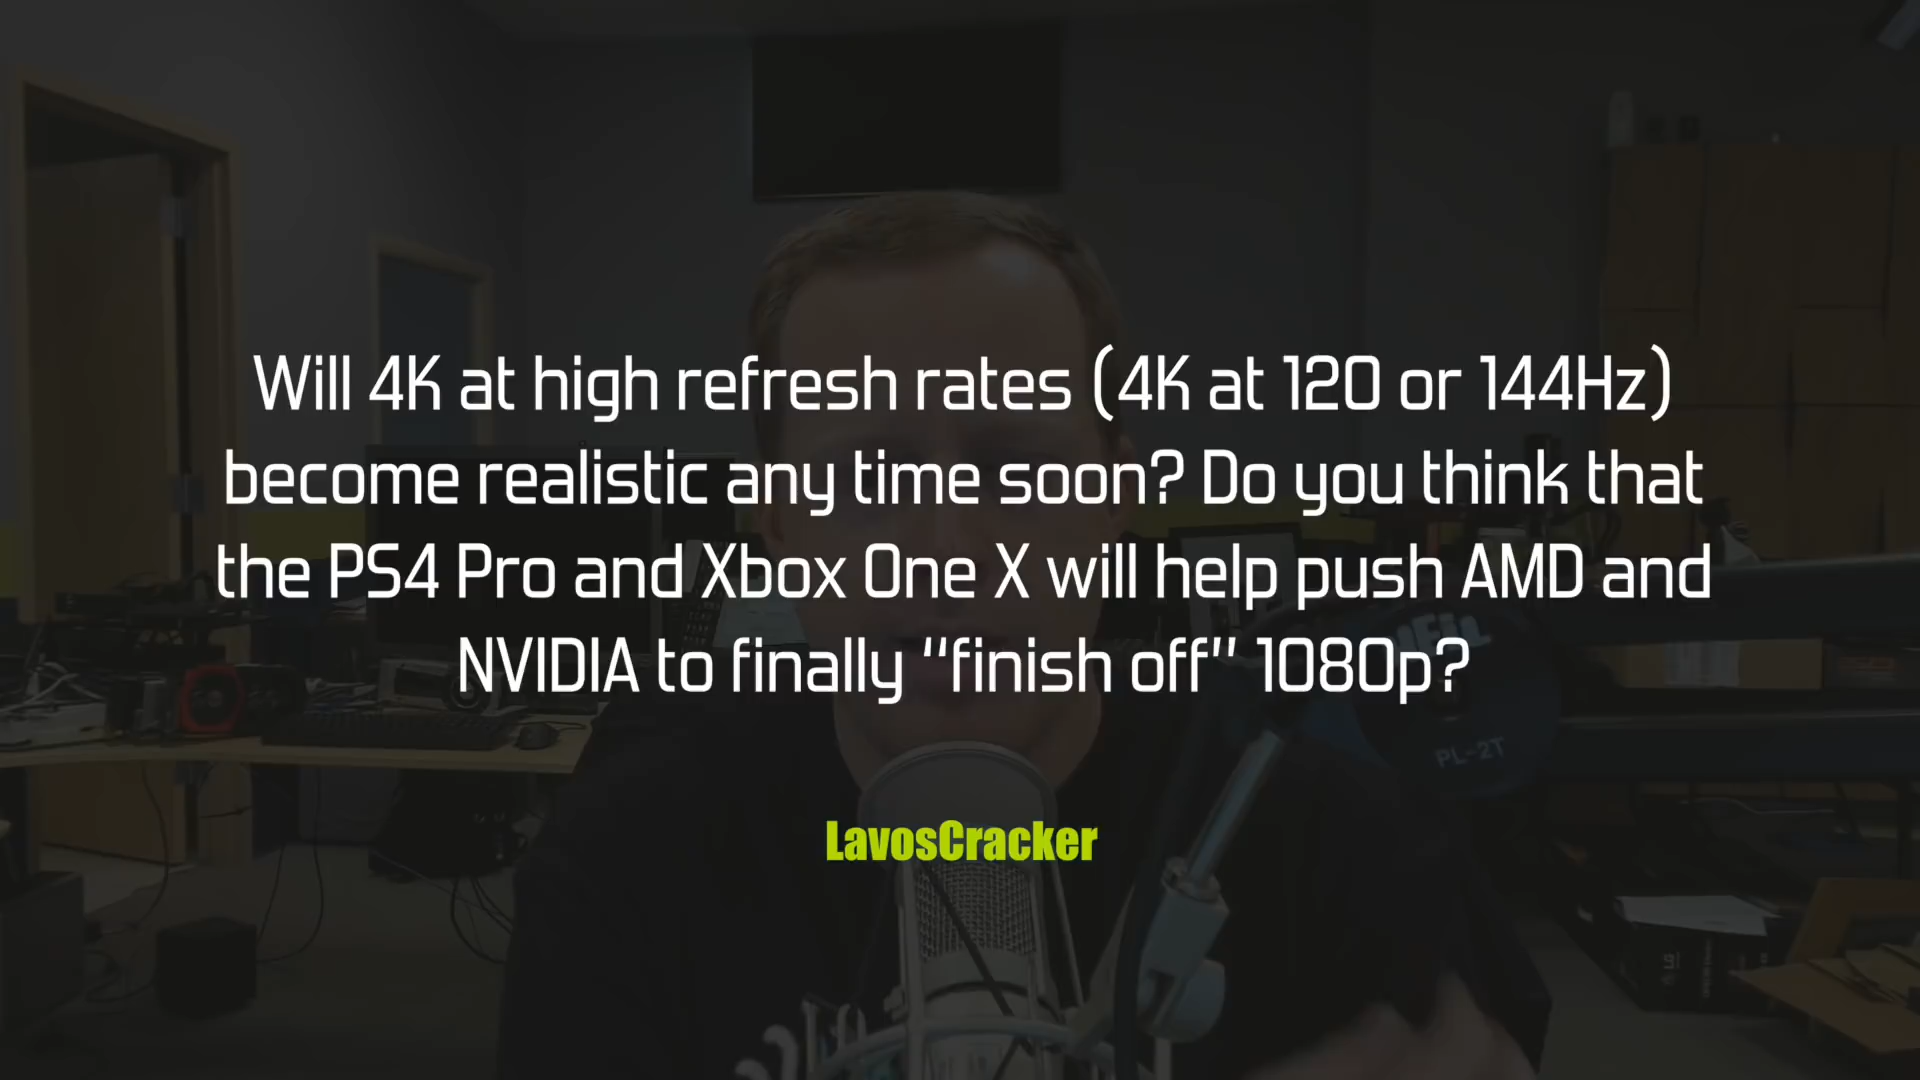 Will 4K at high refresh rates (4K at 120 or 144Hz)
become realistic any time soon? Do you think that
the PS4 Pro and Xbox One X will help push AMD and
NVIDIA to finally "finish off" 1080p?
PL-2T
LavosCracker